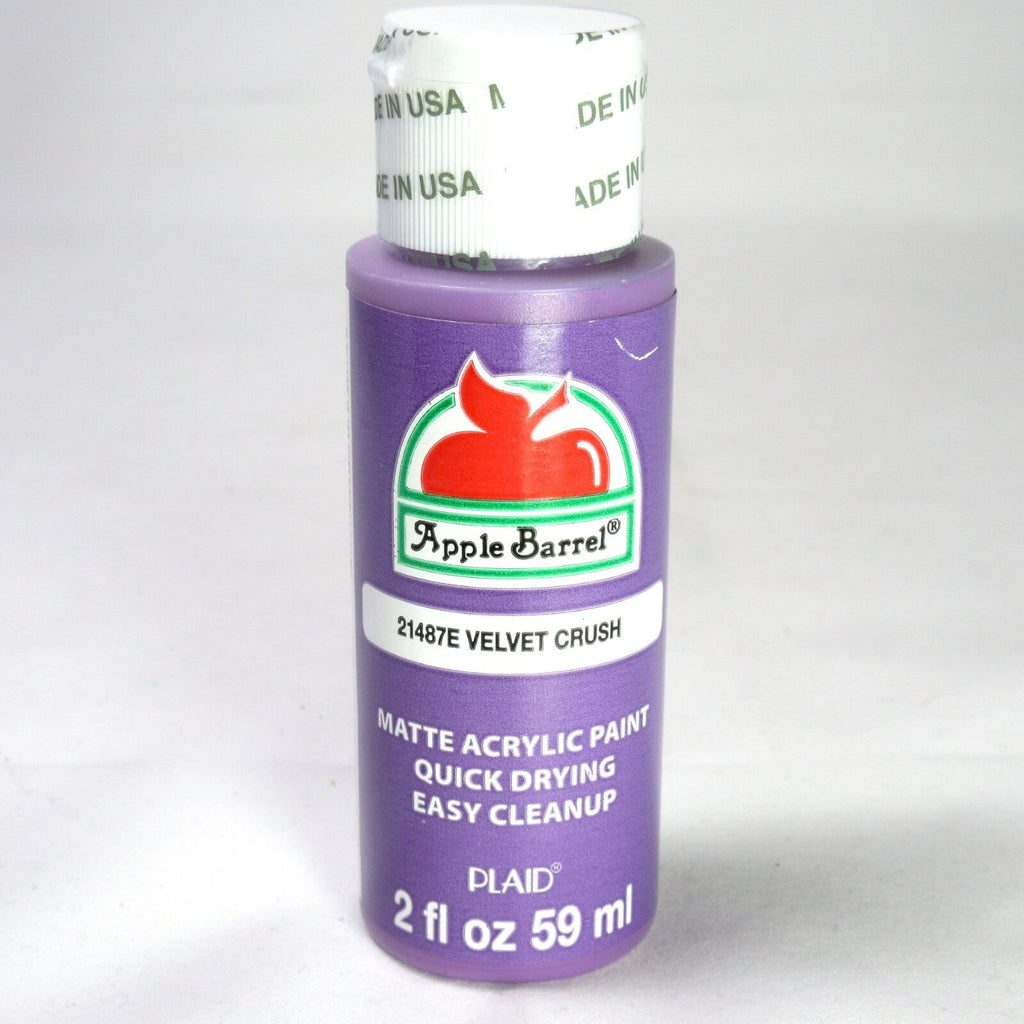 DE IN USA M
ADE IN U
DE IN USA
ADE IN
USA
Apple Barrel®
21487E VELVET CRUSH
MATTE ACRYLIC PAINT
QUICK DRYING
EASY CLEANUP
PLAID®
2 fl oz 59 ml